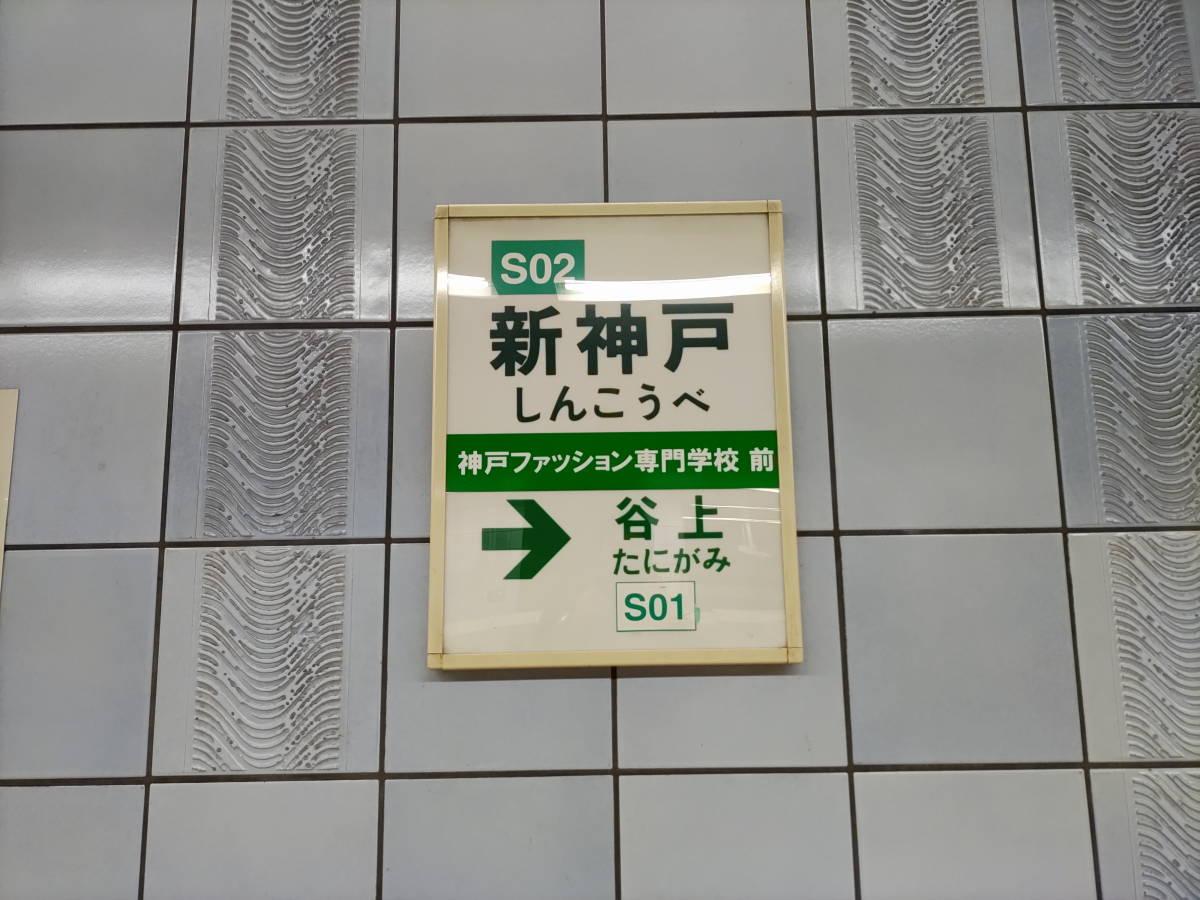 S02
新神戸
しんこうべ
神戸ファッション専門学校 前
谷上
たにがみ
S01